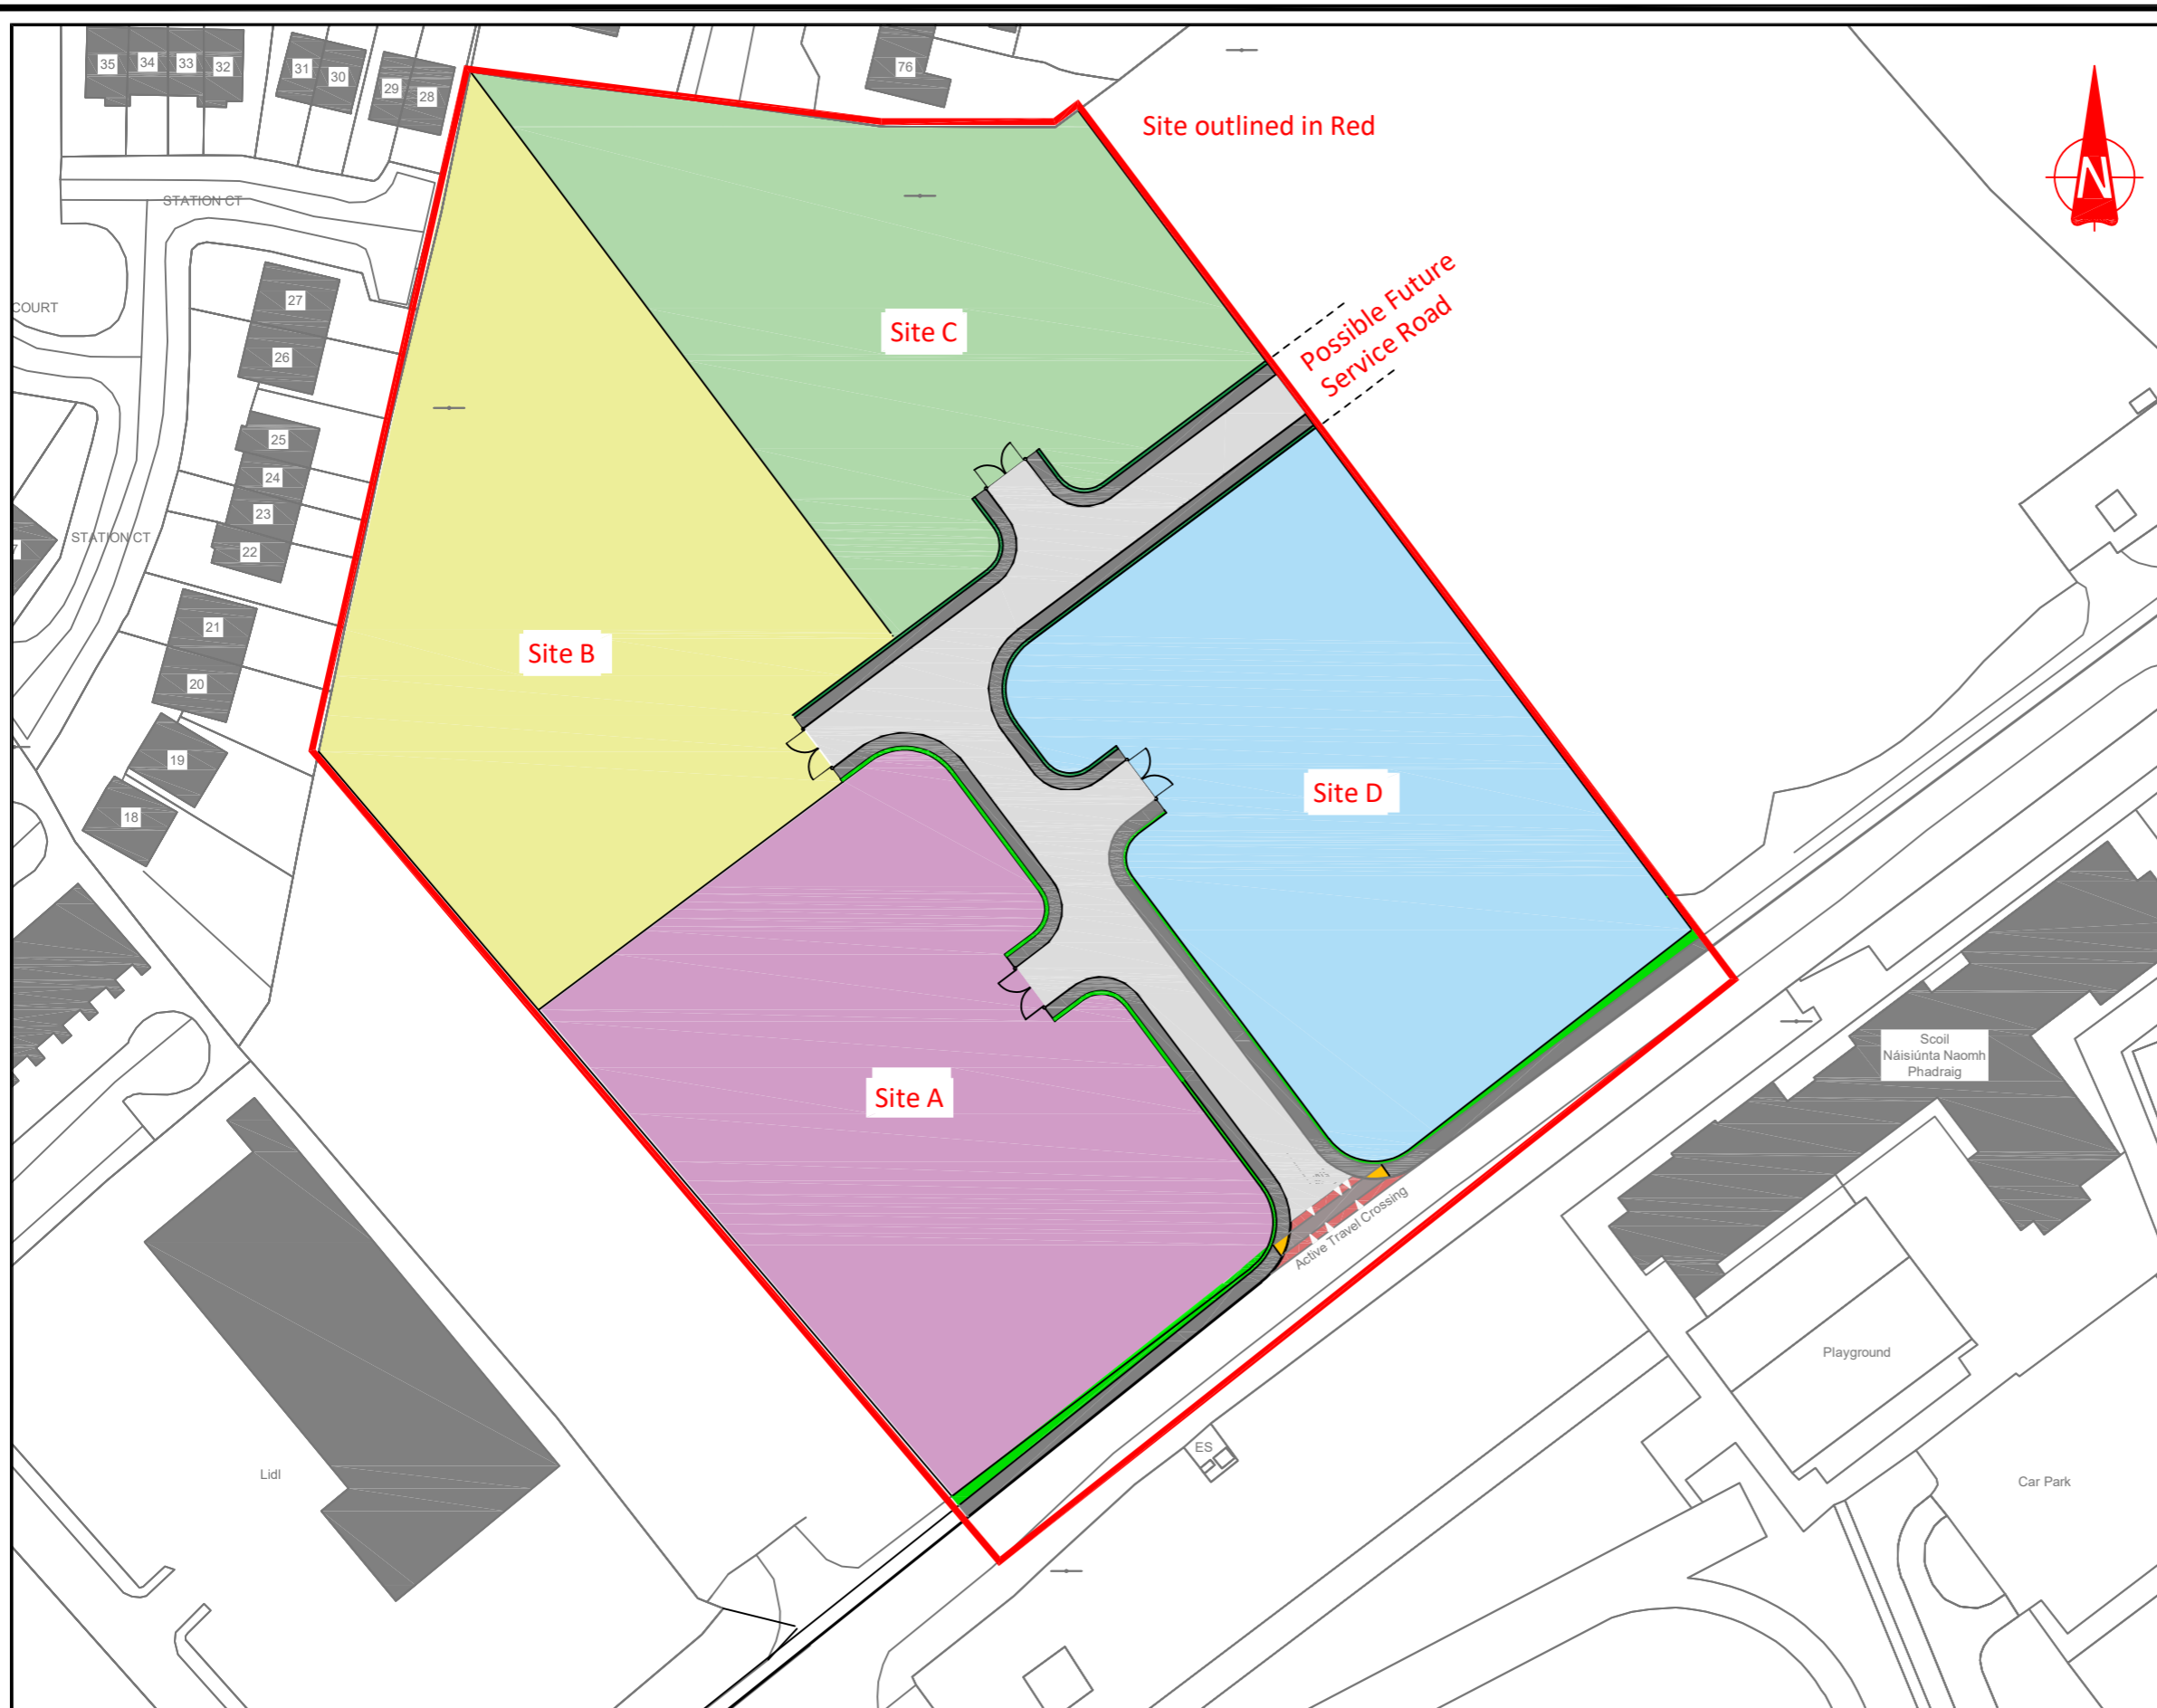 35
34
33
32
31
30
29
28
76
Site outlined in Red
N
STATION CT
COURT
27
26
Site C
Possible Future
Service Road
25
24
23
22
STATION CT
7
21
20
Site B
19
18
Site D
Site A
Scoil
Náisiúnta Naomh
Phadraig
Active Travel Crossing
Playground
ES
Lidl
Car Park